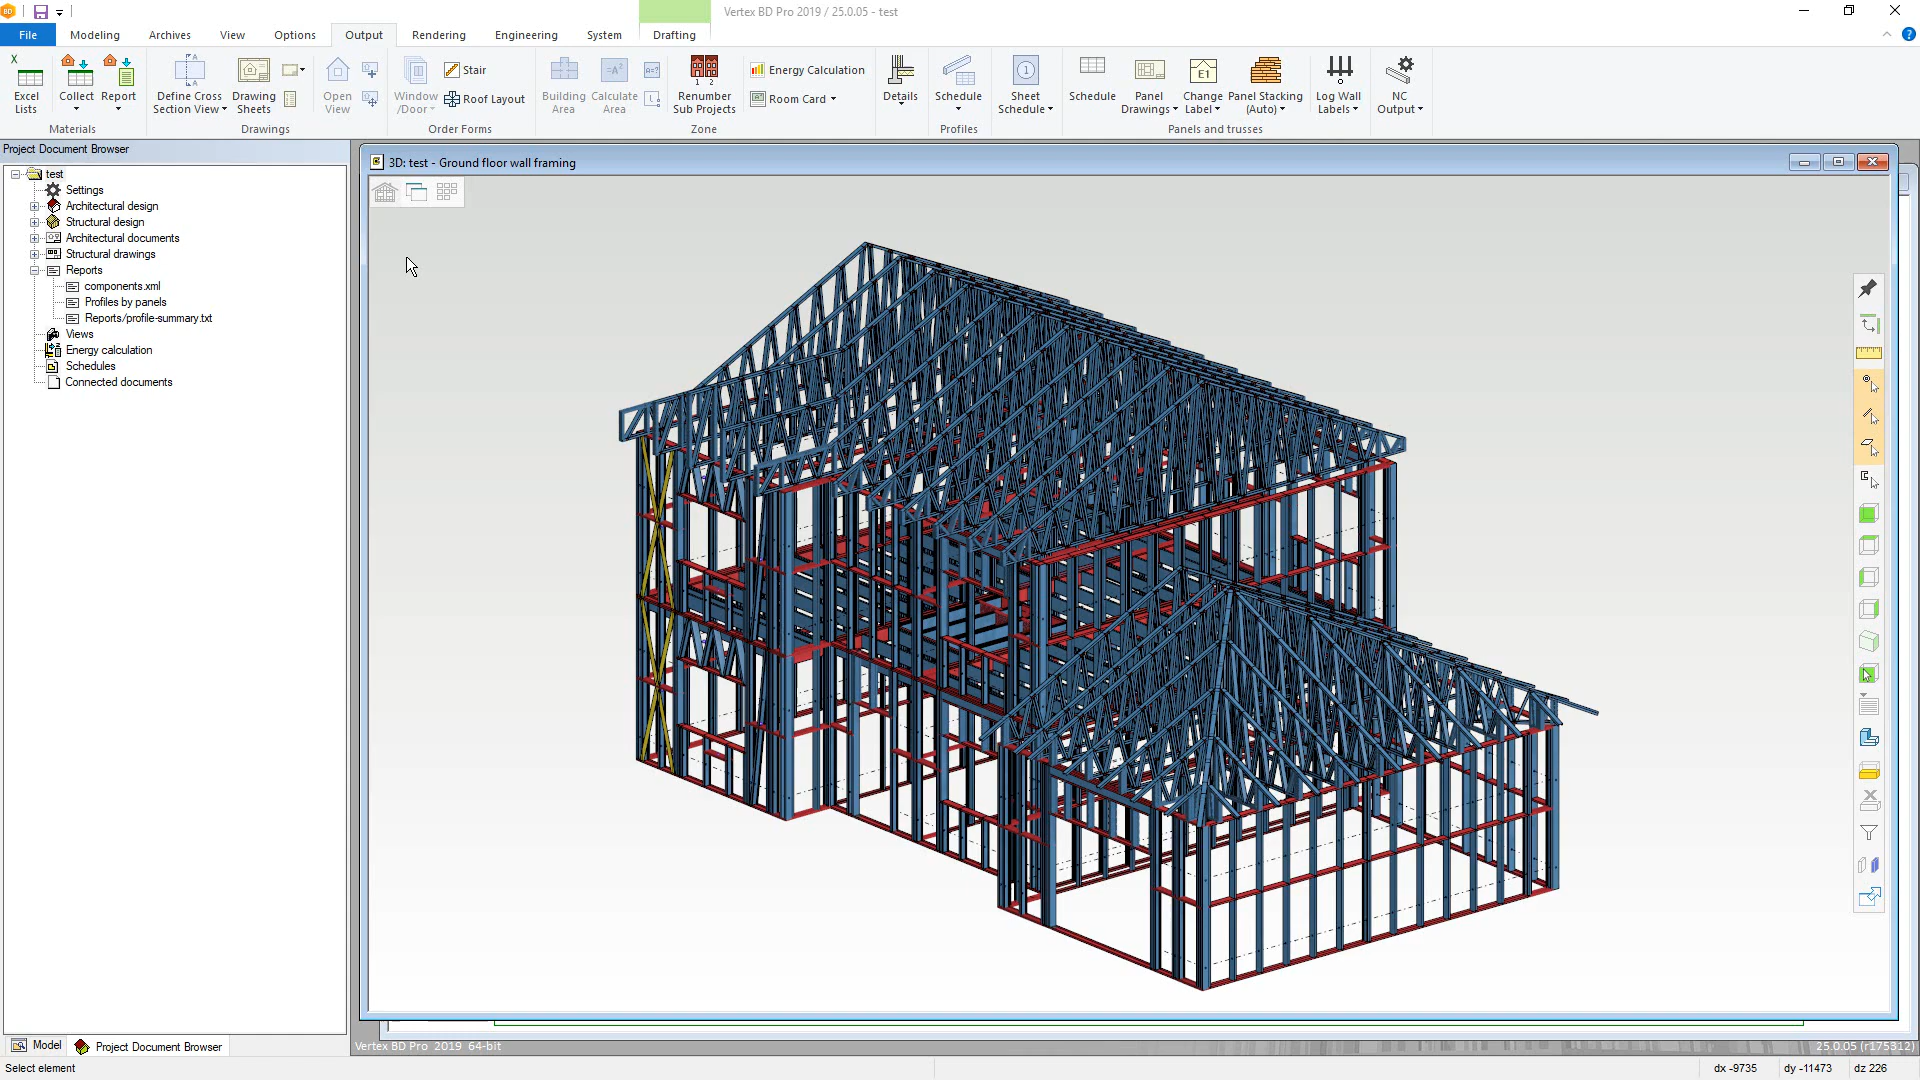 BD
Vertex BD Pro 2019 / 25.0.05 - test
File Modeling Archives View Options Output Rendering Engineering System Drafting
Excel Lists
Collect
Report
Materials
Define Cross Section View
Drawing Sheets
Drawings
Open View
Window /Door
Stair
Roof Layout
Order Forms
Building Area
Calculate Area
Renumber Sub Projects
Zone
Energy Calculation
Room Card
Details
Schedule
Profiles
Sheet Schedule
Schedule
Panel Drawings
Change Label
Panel Stacking (Auto)
Log Wall Labels
NC Output
Panels and trusses
Project Document Browser
test
Settings
Architectural design
Structural design
Architectural documents
Structural drawings
Reports
components.xml
Profiles by panels
Reports/profile-summary.txt
Views
Energy calculation
Schedules
Connected documents
3D: test - Ground floor wall framing
Model Project Document Browser
Vertex BD Pro 2019 64-bit
25.0.05 (r175312)
Select element
dx -9735 dy -11473 dz 226